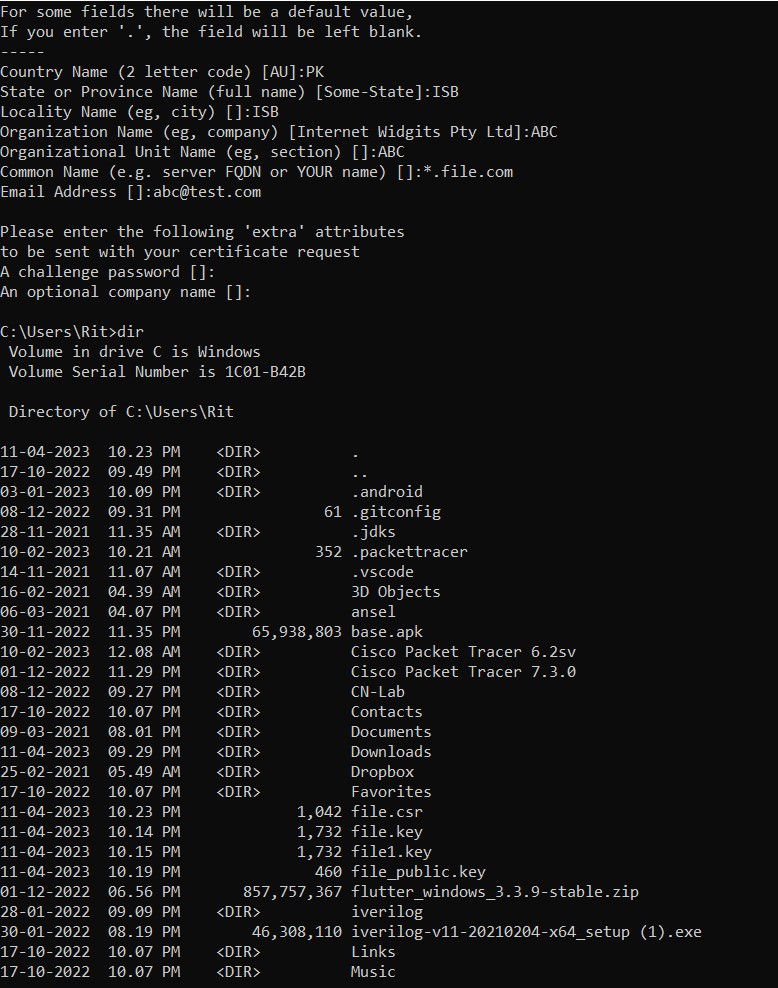 For some fields there will be a default value,
If you enter '.', the field will be left blank.
-----
Country Name (2 letter code) [AU]:PK
State or Province Name (full name) [Some-State]:ISB
Locality Name (eg, city) []:ISB
Organization Name (eg, company) [Internet Widgits Pty Ltd]:ABC
Organizational Unit Name (eg, section) []:ABC
Common Name (e.g. server FQDN or YOUR name) []:*.file.com
Email Address []:abc@test.com

Please enter the following 'extra' attributes
to be sent with your certificate request
A challenge password []:
An optional company name []:

C:\Users\Rit>dir
 Volume in drive C is Windows
 Volume Serial Number is 1C01-B42B

 Directory of C:\Users\Rit

11-04-2023  10.23 PM    <DIR>          .
17-10-2022  09.49 PM    <DIR>          ..
03-01-2023  10.09 PM    <DIR>          .android
08-12-2022  09.31 PM                61 .gitconfig
28-11-2021  11.35 AM    <DIR>          .jdks
10-02-2023  10.21 AM               352 .packettracer
14-11-2021  11.07 AM    <DIR>          .vscode
16-02-2021  04.39 AM    <DIR>          3D Objects
06-03-2021  04.07 PM    <DIR>          ansel
30-11-2022  11.35 PM        65,938,803 base.apk
10-02-2023  12.08 AM    <DIR>          Cisco Packet Tracer 6.2sv
01-12-2022  11.29 PM    <DIR>          Cisco Packet Tracer 7.3.0
08-12-2022  09.27 PM    <DIR>          CN-Lab
17-10-2022  10.07 PM    <DIR>          Contacts
09-03-2021  08.01 PM    <DIR>          Documents
11-04-2023  09.29 PM    <DIR>          Downloads
25-02-2021  05.49 AM    <DIR>          Dropbox
17-10-2022  10.07 PM    <DIR>          Favorites
11-04-2023  10.23 PM             1,042 file.csr
11-04-2023  10.14 PM             1,732 file.key
11-04-2023  10.15 PM             1,732 file1.key
11-04-2023  10.19 PM               460 file_public.key
01-12-2022  06.56 PM       857,757,367 flutter_windows_3.3.9-stable.zip
28-01-2022  09.09 PM    <DIR>          iverilog
30-01-2022  08.19 PM        46,308,110 iverilog-v11-20210204-x64_setup (1).exe
17-10-2022  10.07 PM    <DIR>          Links
17-10-2022  10.07 PM    <DIR>          Music